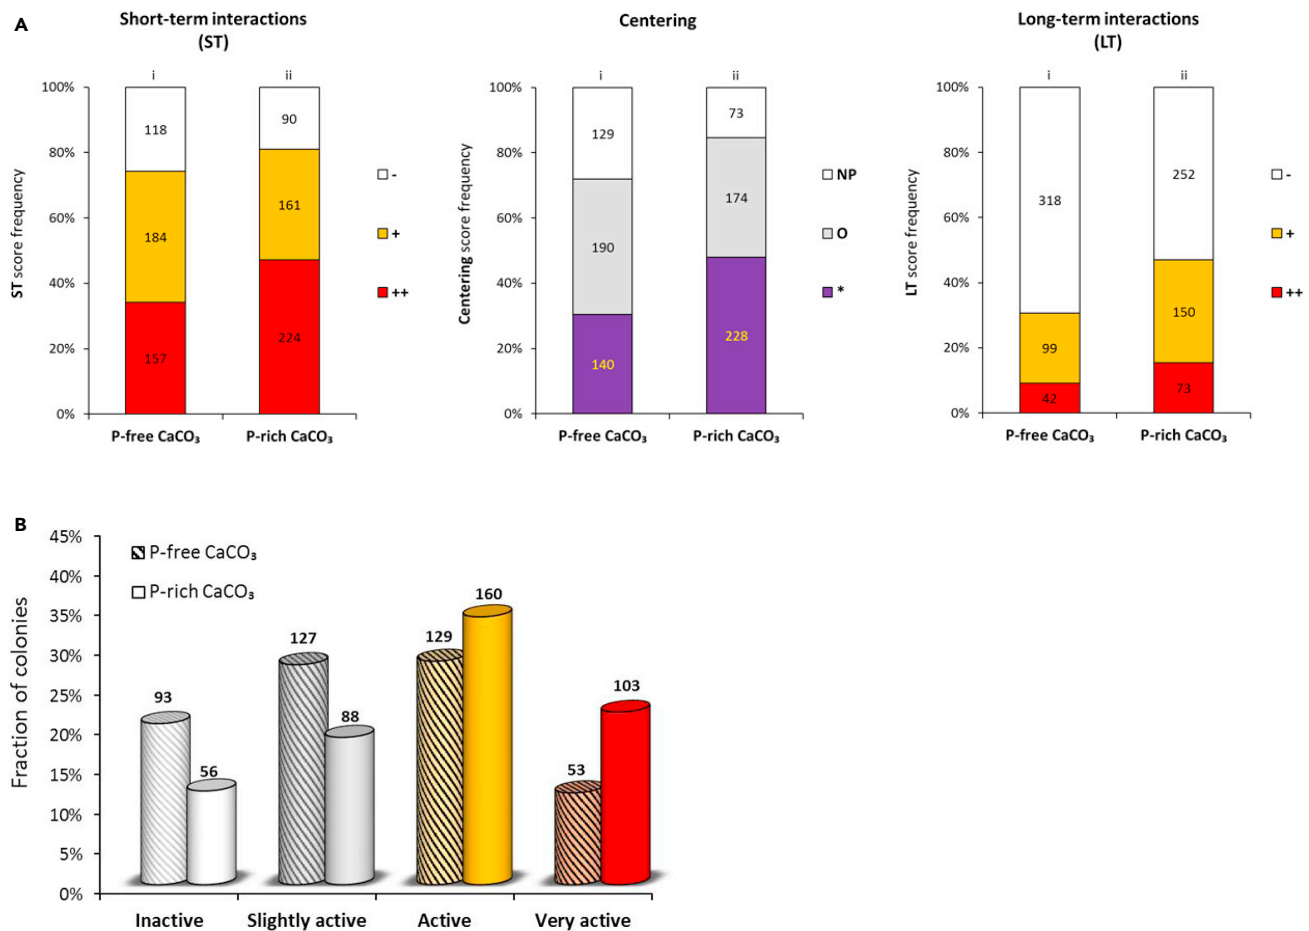 A
Short-term interactions
(ST)
i
ii
100%
80%
60%
40%
20%
0%
ST score frequency
118
184
157
90
161
224
P-free CaCO₃
P-rich CaCO₃
-
+
++
Centering
i
ii
100%
80%
60%
40%
20%
0%
Centering score frequency
129
190
140
73
174
228
P-free CaCO₃
P-rich CaCO₃
NP
O
*
Long-term interactions
(LT)
i
ii
100%
80%
60%
40%
20%
0%
LT score frequency
318
99
42
252
150
73
P-free CaCO₃
P-rich CaCO₃
-
+
++
B
45%
40%
35%
30%
25%
20%
15%
10%
5%
0%
Fraction of colonies
P-free CaCO₃
P-rich CaCO₃
93
56
127
88
129
160
53
103
Inactive
Slightly active
Active
Very active